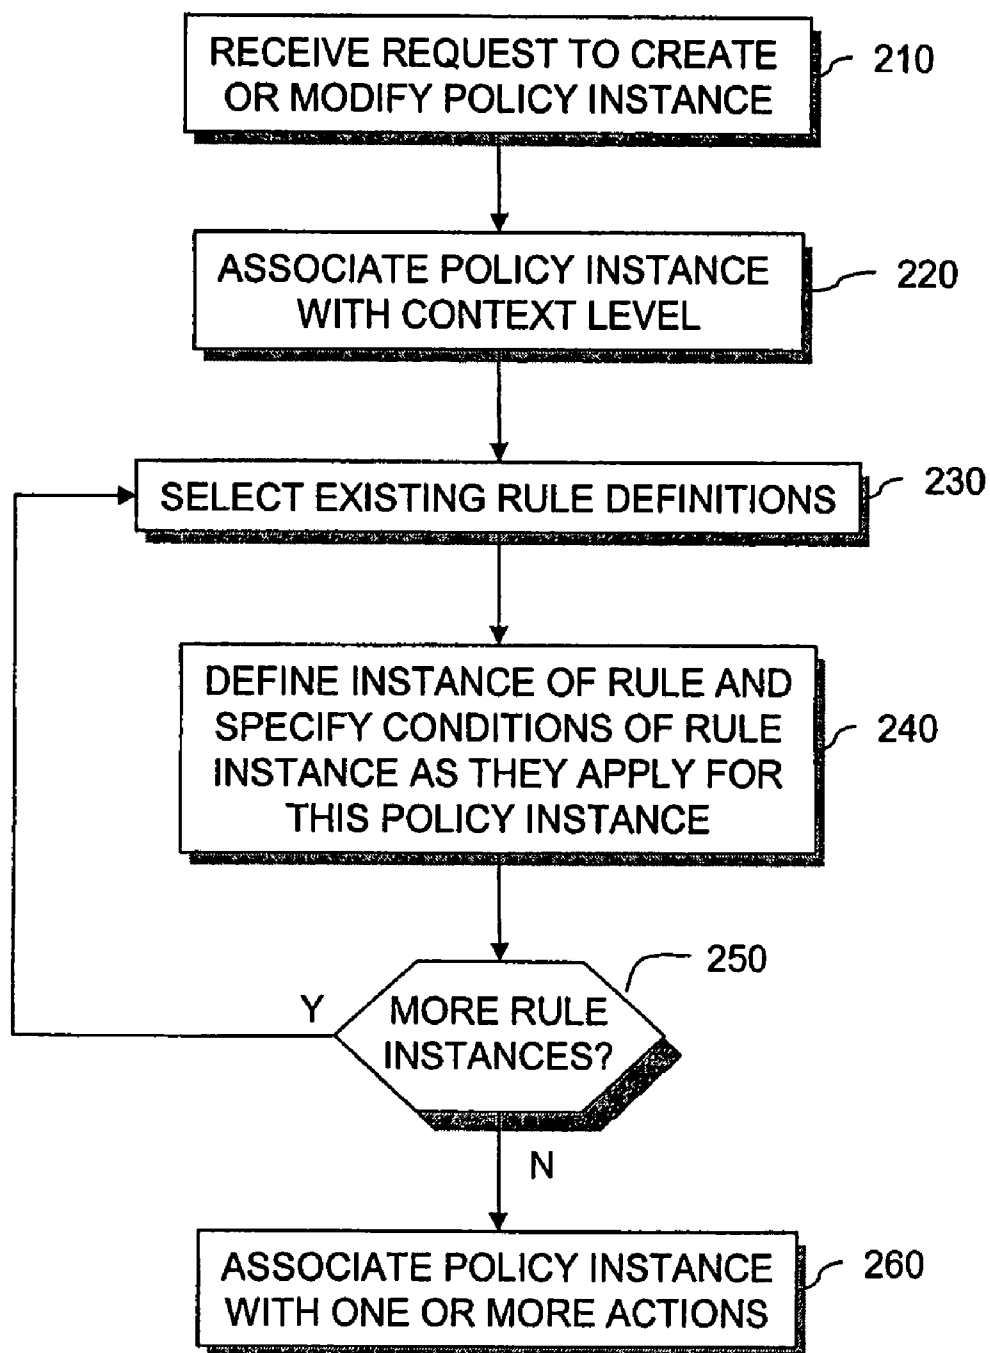 RECEIVE REQUEST TO CREATE
OR MODIFY POLICY INSTANCE
210
ASSOCIATE POLICY INSTANCE
WITH CONTEXT LEVEL
220
SELECT EXISTING RULE DEFINITIONS
230
DEFINE INSTANCE OF RULE AND
SPECIFY CONDITIONS OF RULE
INSTANCE AS THEY APPLY FOR
THIS POLICY INSTANCE
240
250
Y
MORE RULE
INSTANCES?
N
ASSOCIATE POLICY INSTANCE
WITH ONE OR MORE ACTIONS
260